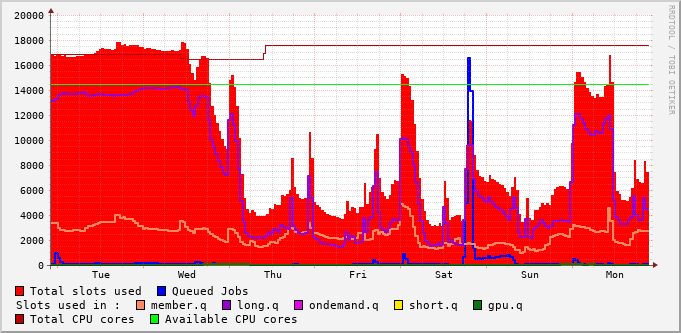 20000
18000
16000
14000
12000
10000
8000
6000
4000
2000
0
Tue Wed Thu Fri Sat Sun Mon
RRDTOOL / TOBI OETIKER
Total slots used Queued Jobs
Slots used in : member.q long.q ondemand.q short.q gpu.q
Total CPU cores Available CPU cores